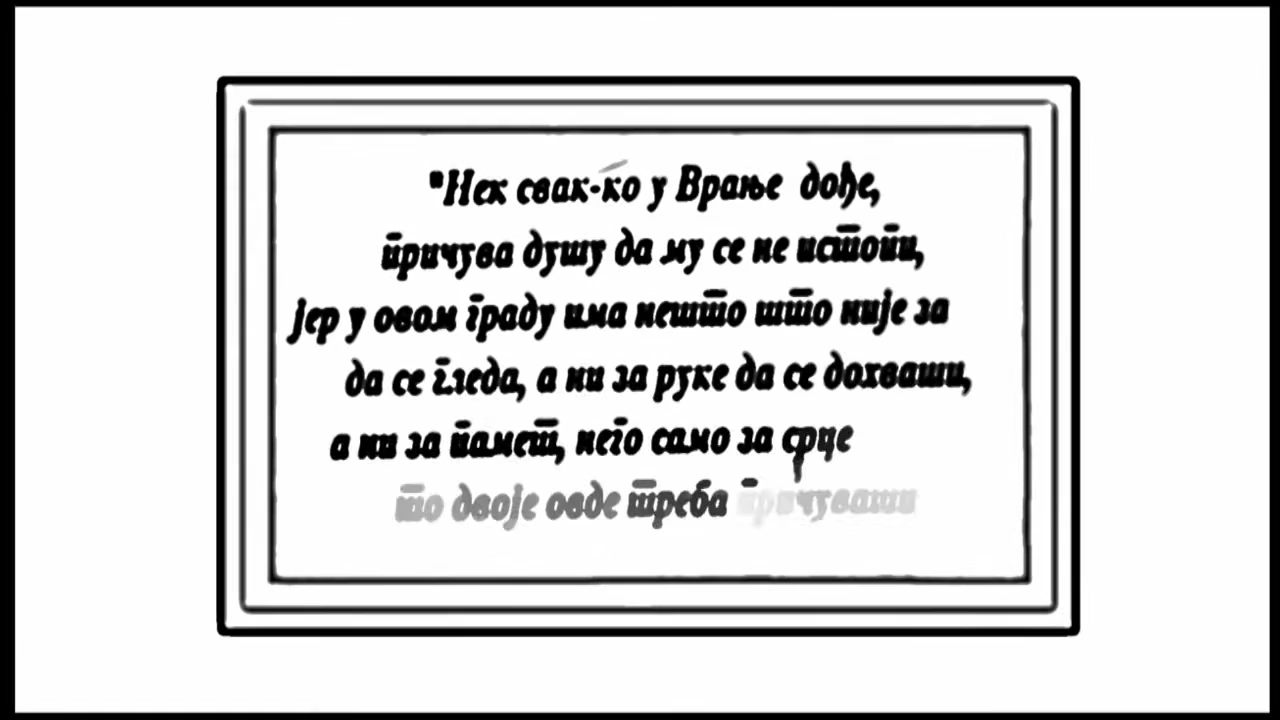 "Нек свак-ко у Врање дође,
причува душу да му се не истопи,
јер у овом граду има нешто што није за
да се гледа, а ни за руке да се дохваши,
а ни за памет, него само за срце
то двоје овде треба причуваши